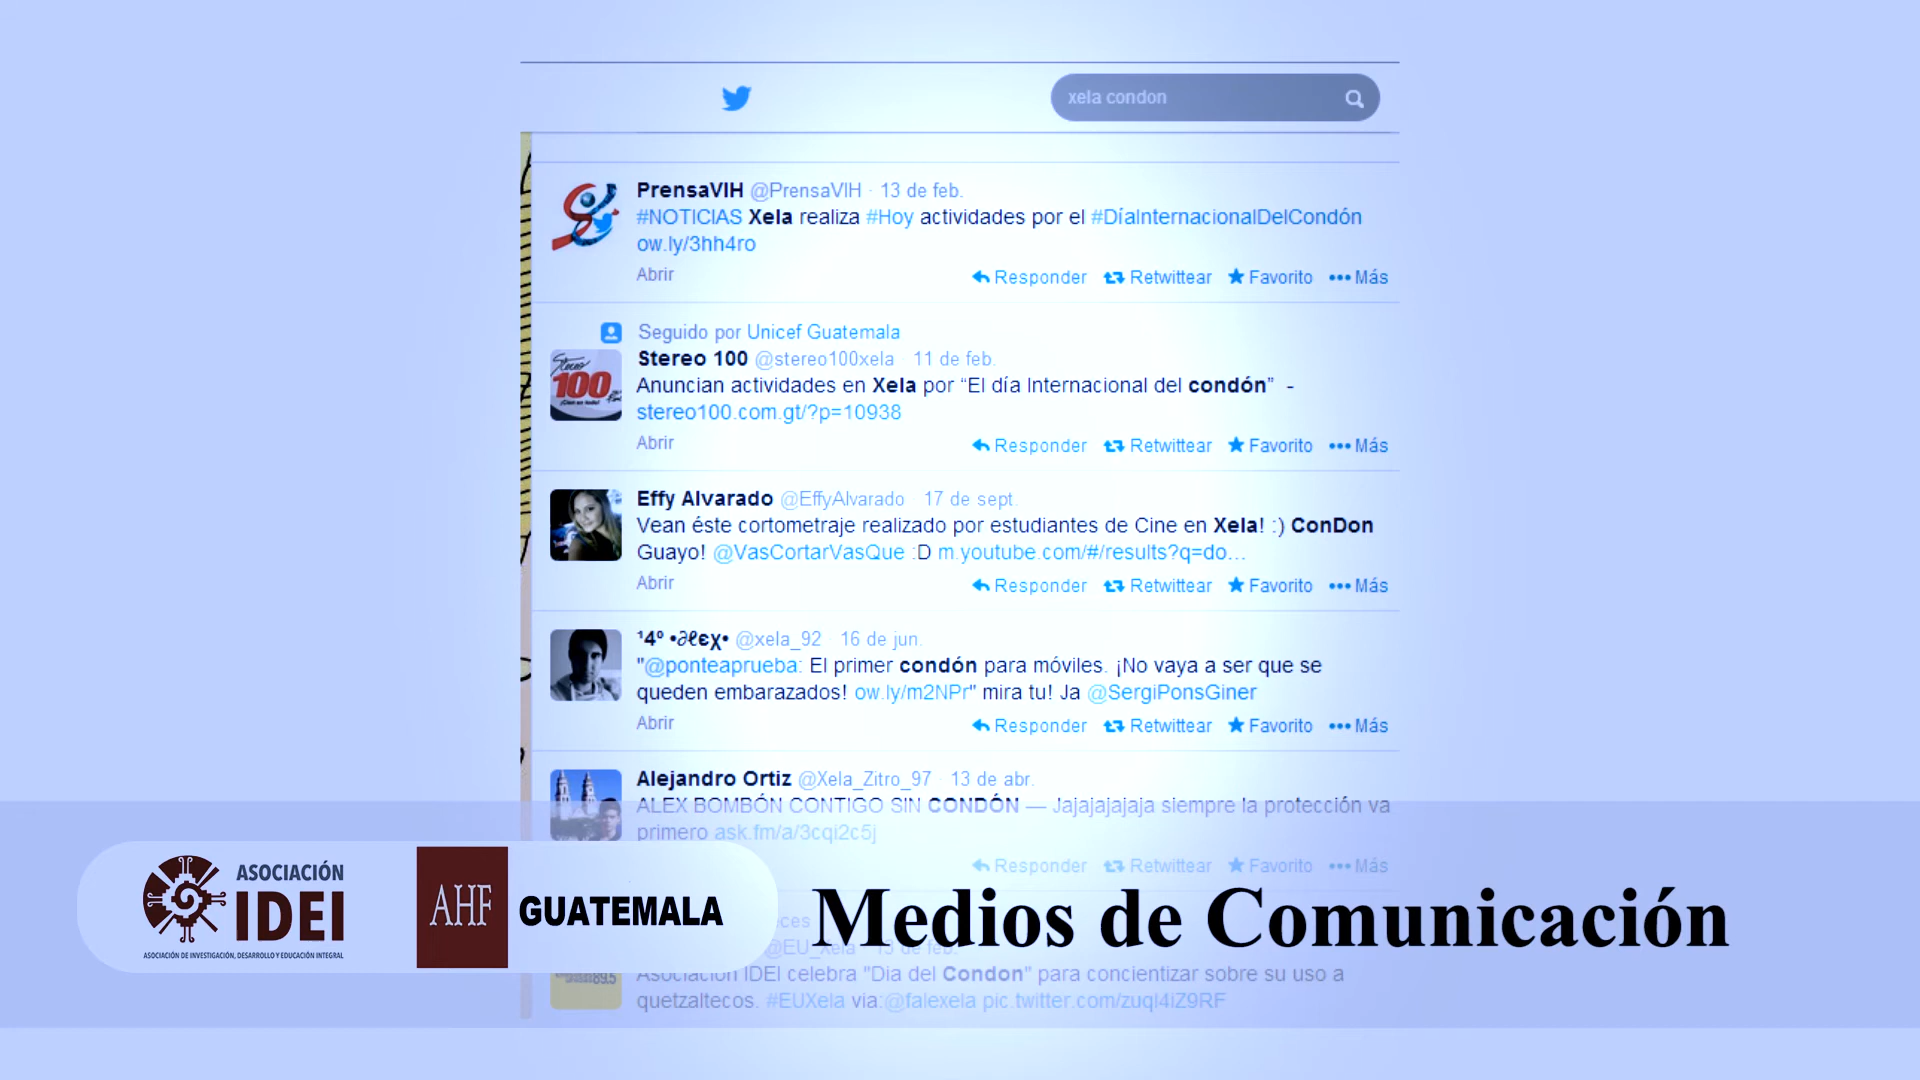 xela condon
PrensaVIH @PrensaVIH · 13 de feb.
#NOTICIAS Xela realiza #Hoy actividades por el #DíaInternacionalDelCondón
ow.ly/3hh4ro
Abrir
Responder Retwittear Favorito Más
Seguido por Unicef Guatemala
Stereo 100 @stereo100xela · 11 de feb.
Stereo
100
Anuncian actividades en Xela por “El día Internacional del condón” -
stereo100.com.gt/?p=10938
Abrir
Responder Retwittear Favorito Más
Effy Alvarado @EffyAlvarado · 17 de sept.
Vean éste cortometraje realizado por estudiantes de Cine en Xela! :) ConDon
Guayo! @VasCortarVasQue :D m.youtube.com/#/results?q=do...
Abrir
Responder Retwittear Favorito Más
¹4º •∂ℓεχ• @xela_92 · 16 de jun.
"@ponteaprueba: El primer condón para móviles. ¡No vaya a ser que se
queden embarazados! ow.ly/m2NPr" mira tu! Ja @SergiPonsGiner
Abrir
Responder Retwittear Favorito Más
Alejandro Ortiz @Xela_Zitro_97 · 13 de abr.
ALEX BOMBÓN CONTIGO SIN CONDÓN — Jajajajajaja siempre la protección va
primero ask.fm/a/3cqi2c5j
Responder Retwittear Favorito Más
@EU_Xela · 13 de feb.
Asociación IDEI celebra "Dia del Condon" para concientizar sobre su uso a
quetzaltecos. #EUXela via:@falexela pic.twitter.com/zuql4iZ9RF
ASOCIACIÓN
IDEI
ASOCIACIÓN DE INVESTIGACIÓN, DESARROLLO Y EDUCACIÓN INTEGRAL
AHF
GUATEMALA
Medios de Comunicación